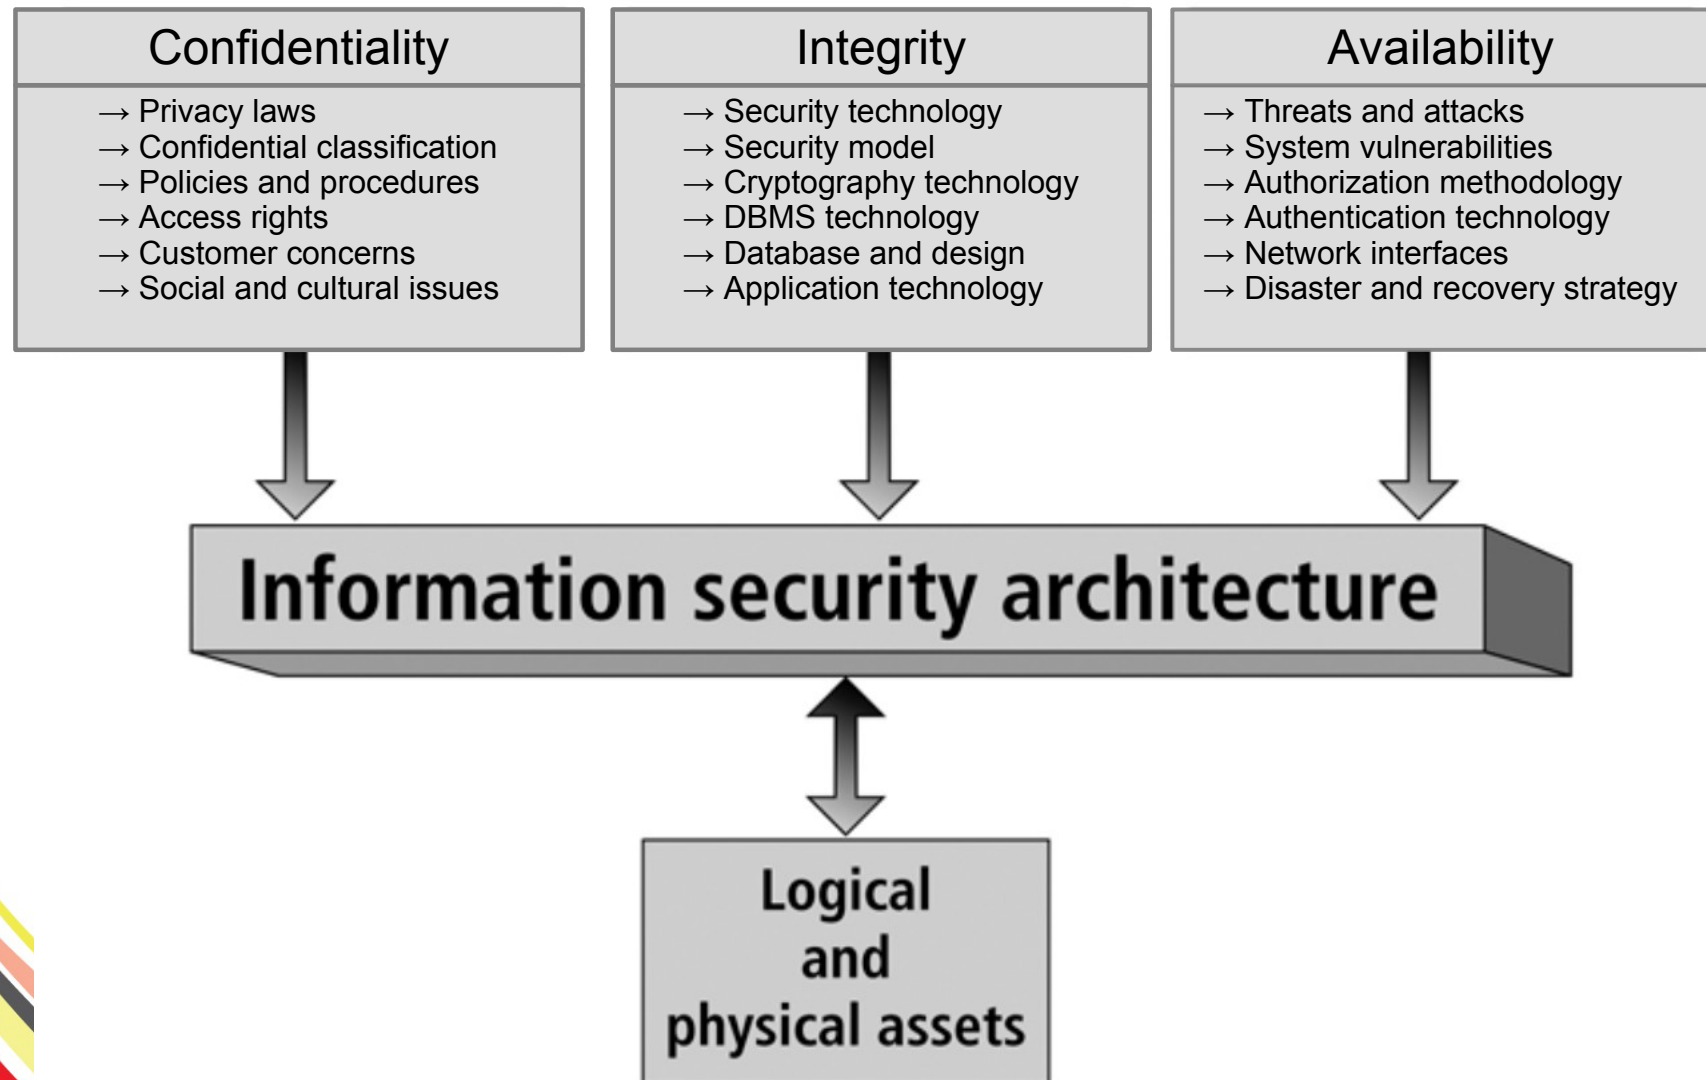 Confidentiality
→ Privacy laws
→ Confidential classification
→ Policies and procedures
→ Access rights
→ Customer concerns
→ Social and cultural issues
Integrity
→ Security technology
→ Security model
→ Cryptography technology
→ DBMS technology
→ Database and design
→ Application technology
Availability
→ Threats and attacks
→ System vulnerabilities
→ Authorization methodology
→ Authentication technology
→ Network interfaces
→ Disaster and recovery strategy
Information security architecture
Logical
and
physical assets